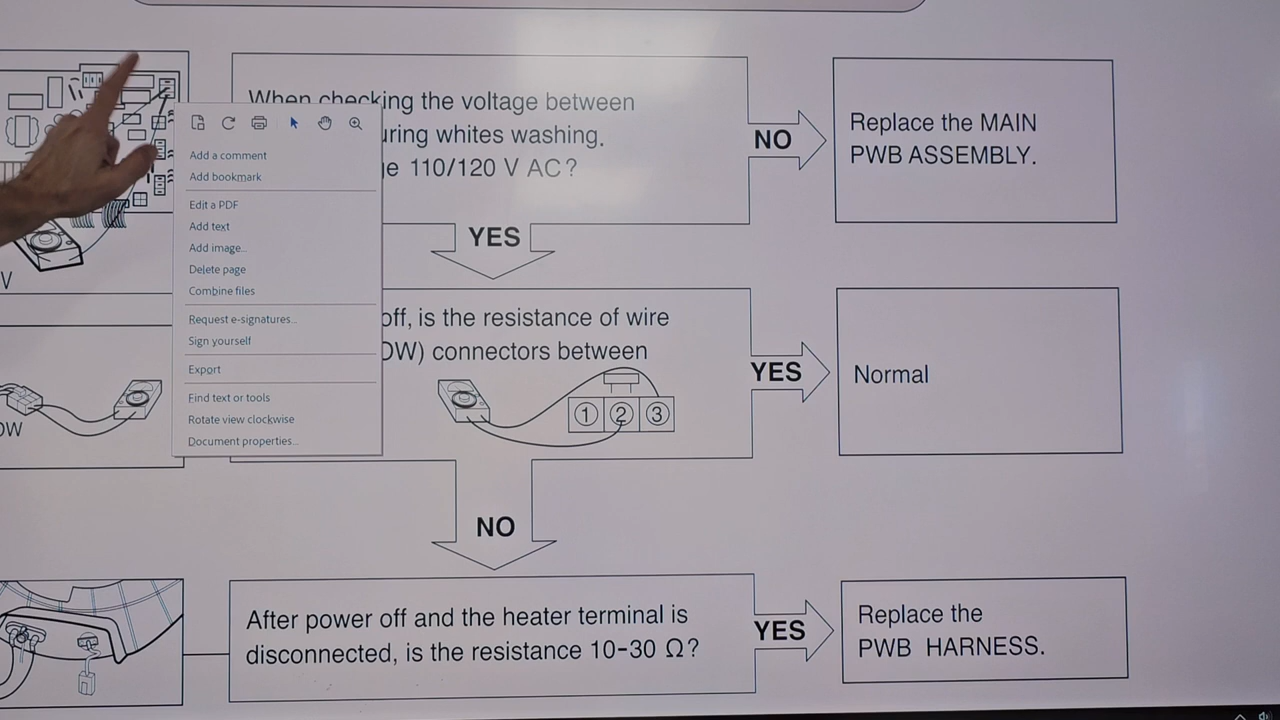 When checking the voltage between
uring whites washing.
e 110/120 V AC?
NO
Replace the MAIN
PWB ASSEMBLY.
YES
Add a comment
Add bookmark
Edit a PDF
Add text
Add image...
Delete page
Combine files
Request e-signatures...
Sign yourself
Export
Find text or tools
Rotate view clockwise
Document properties...
V
off, is the resistance of wire
OW) connectors between
1 2 3
YES
Normal
OW
NO
After power off and the heater terminal is
disconnected, is the resistance 10-30 Ω?
YES
Replace the
PWB HARNESS.